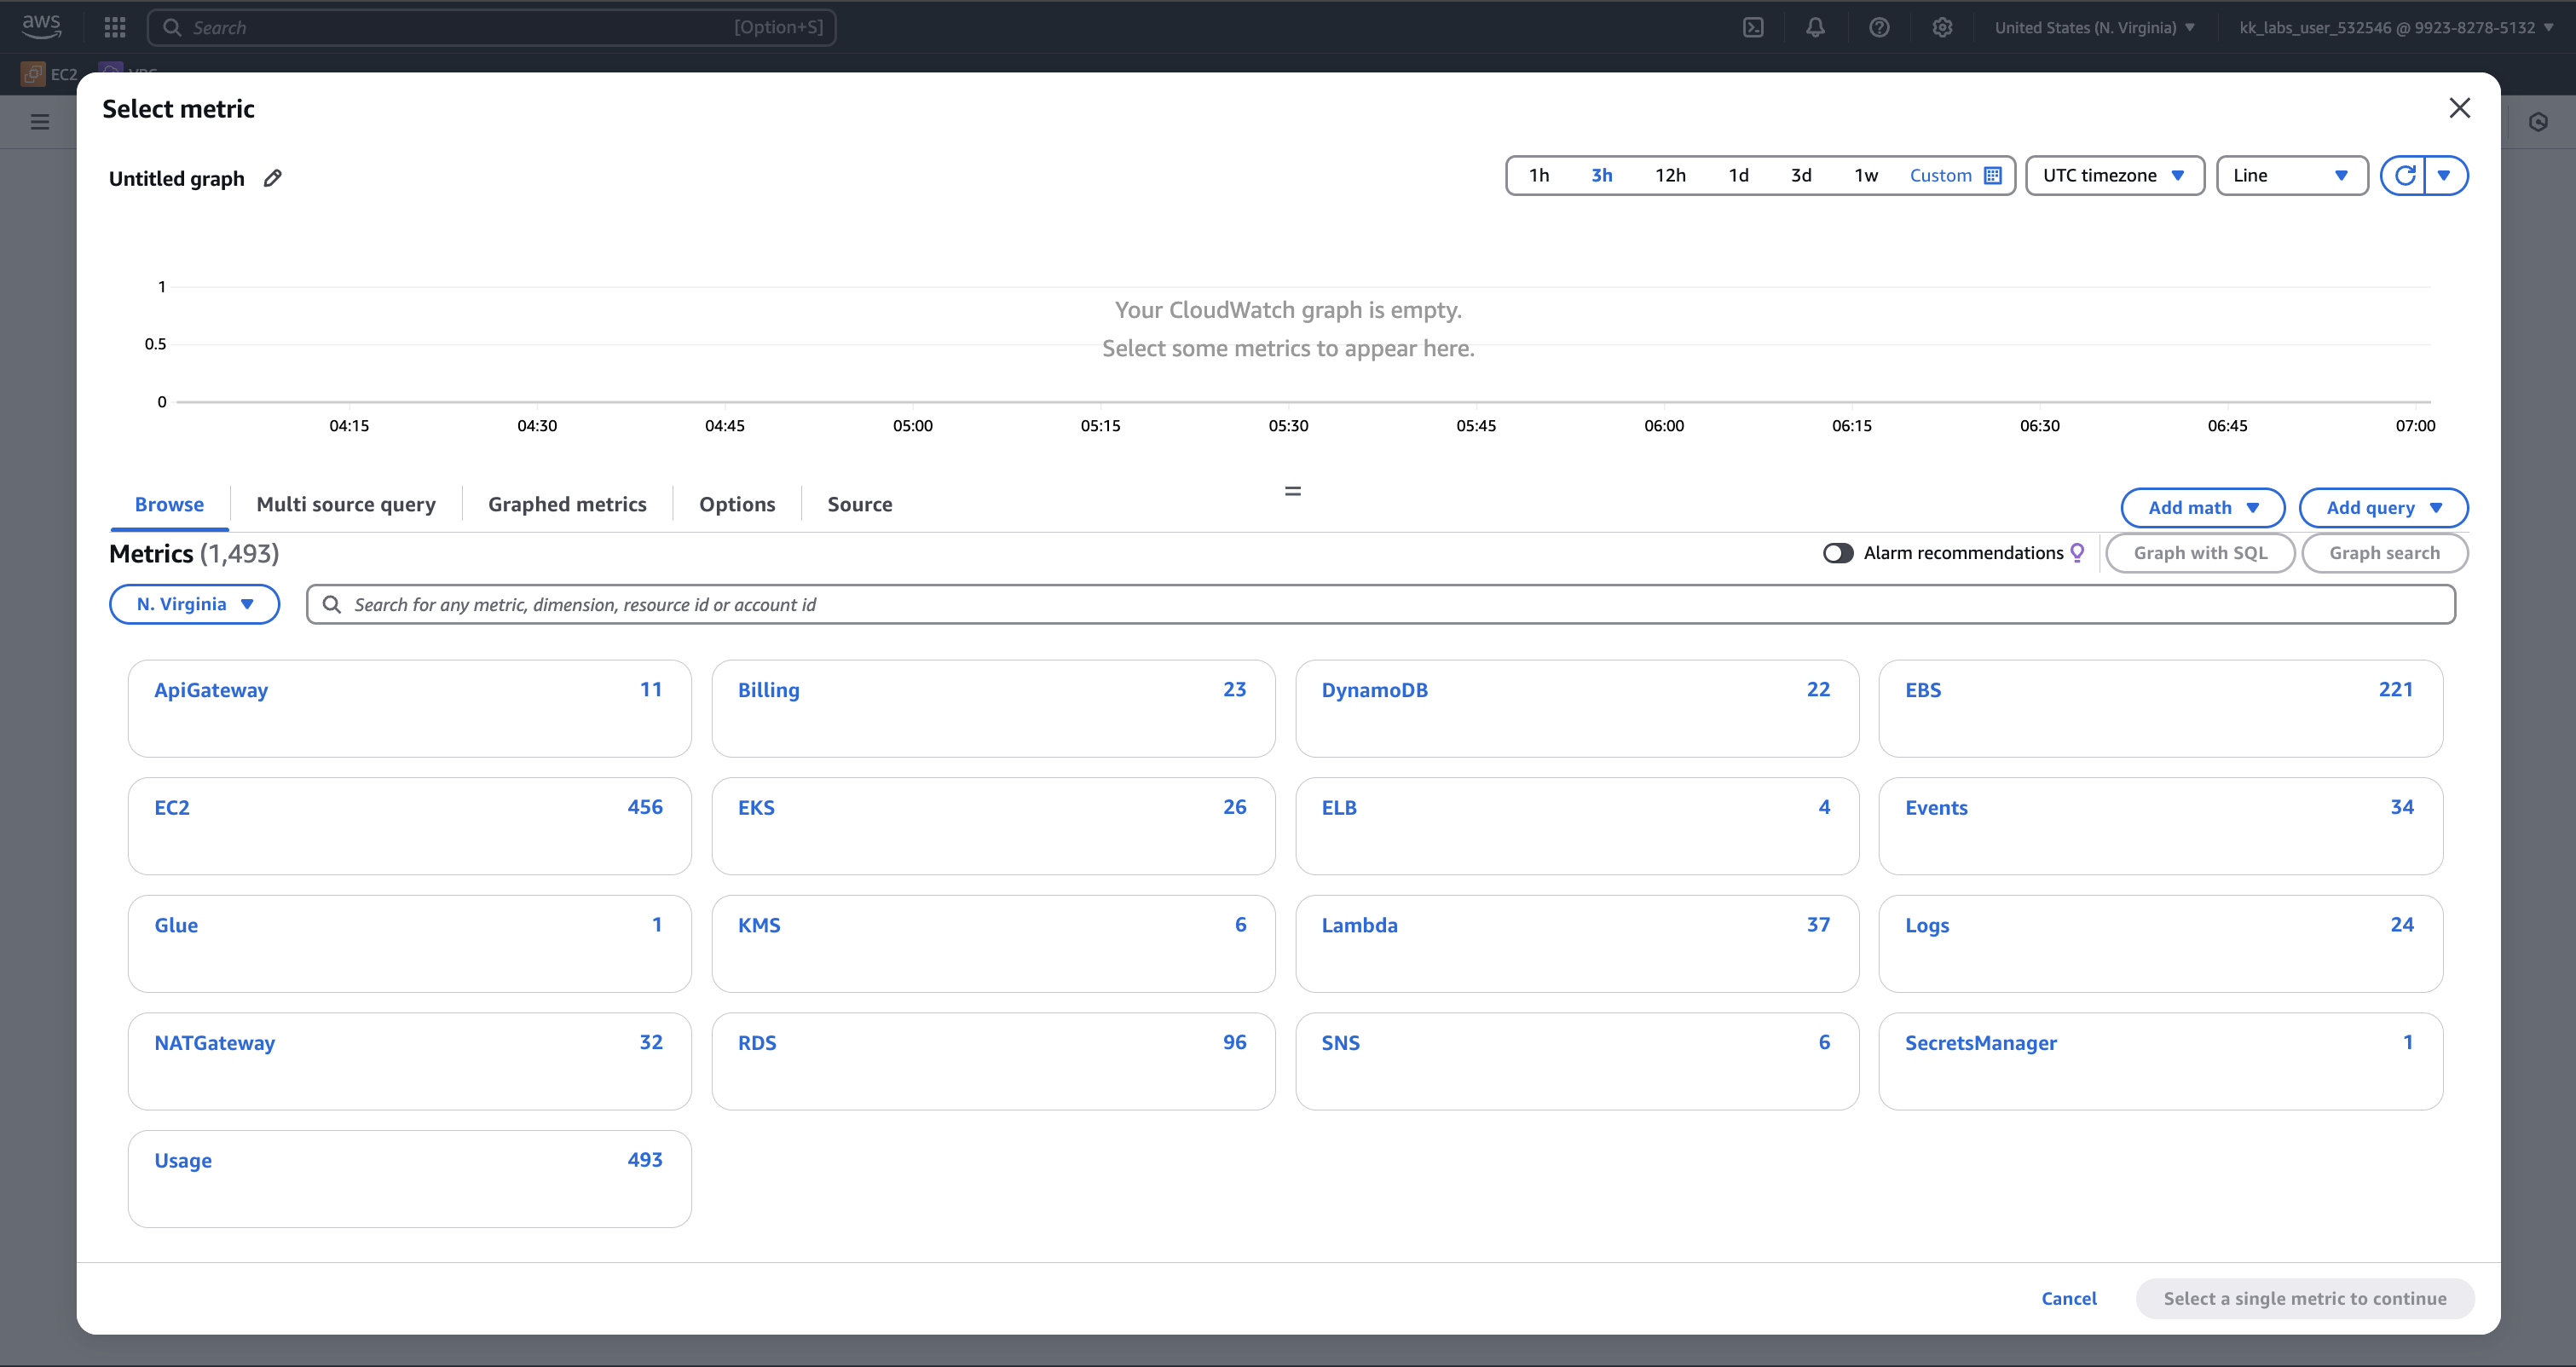 aws
Search [Option+S]
United States (N. Virginia)
kk_labs_user_532546 @ 9923-8278-5132
EC2
Select metric
Untitled graph
1h 3h 12h 1d 3d 1w Custom
UTC timezone
Line
1
0.5
0
Your CloudWatch graph is empty.
Select some metrics to appear here.
04:15 04:30 04:45 05:00 05:15 05:30 05:45 06:00 06:15 06:30 06:45 07:00
Browse Multi source query Graphed metrics Options Source
Add math Add query
Metrics (1,493)
Alarm recommendations Graph with SQL Graph search
N. Virginia
Search for any metric, dimension, resource id or account id
ApiGateway 11 Billing 23 DynamoDB 22 EBS 221
EC2 456 EKS 26 ELB 4 Events 34
Glue 1 KMS 6 Lambda 37 Logs 24
NATGateway 32 RDS 96 SNS 6 SecretsManager 1
Usage 493
Cancel Select a single metric to continue